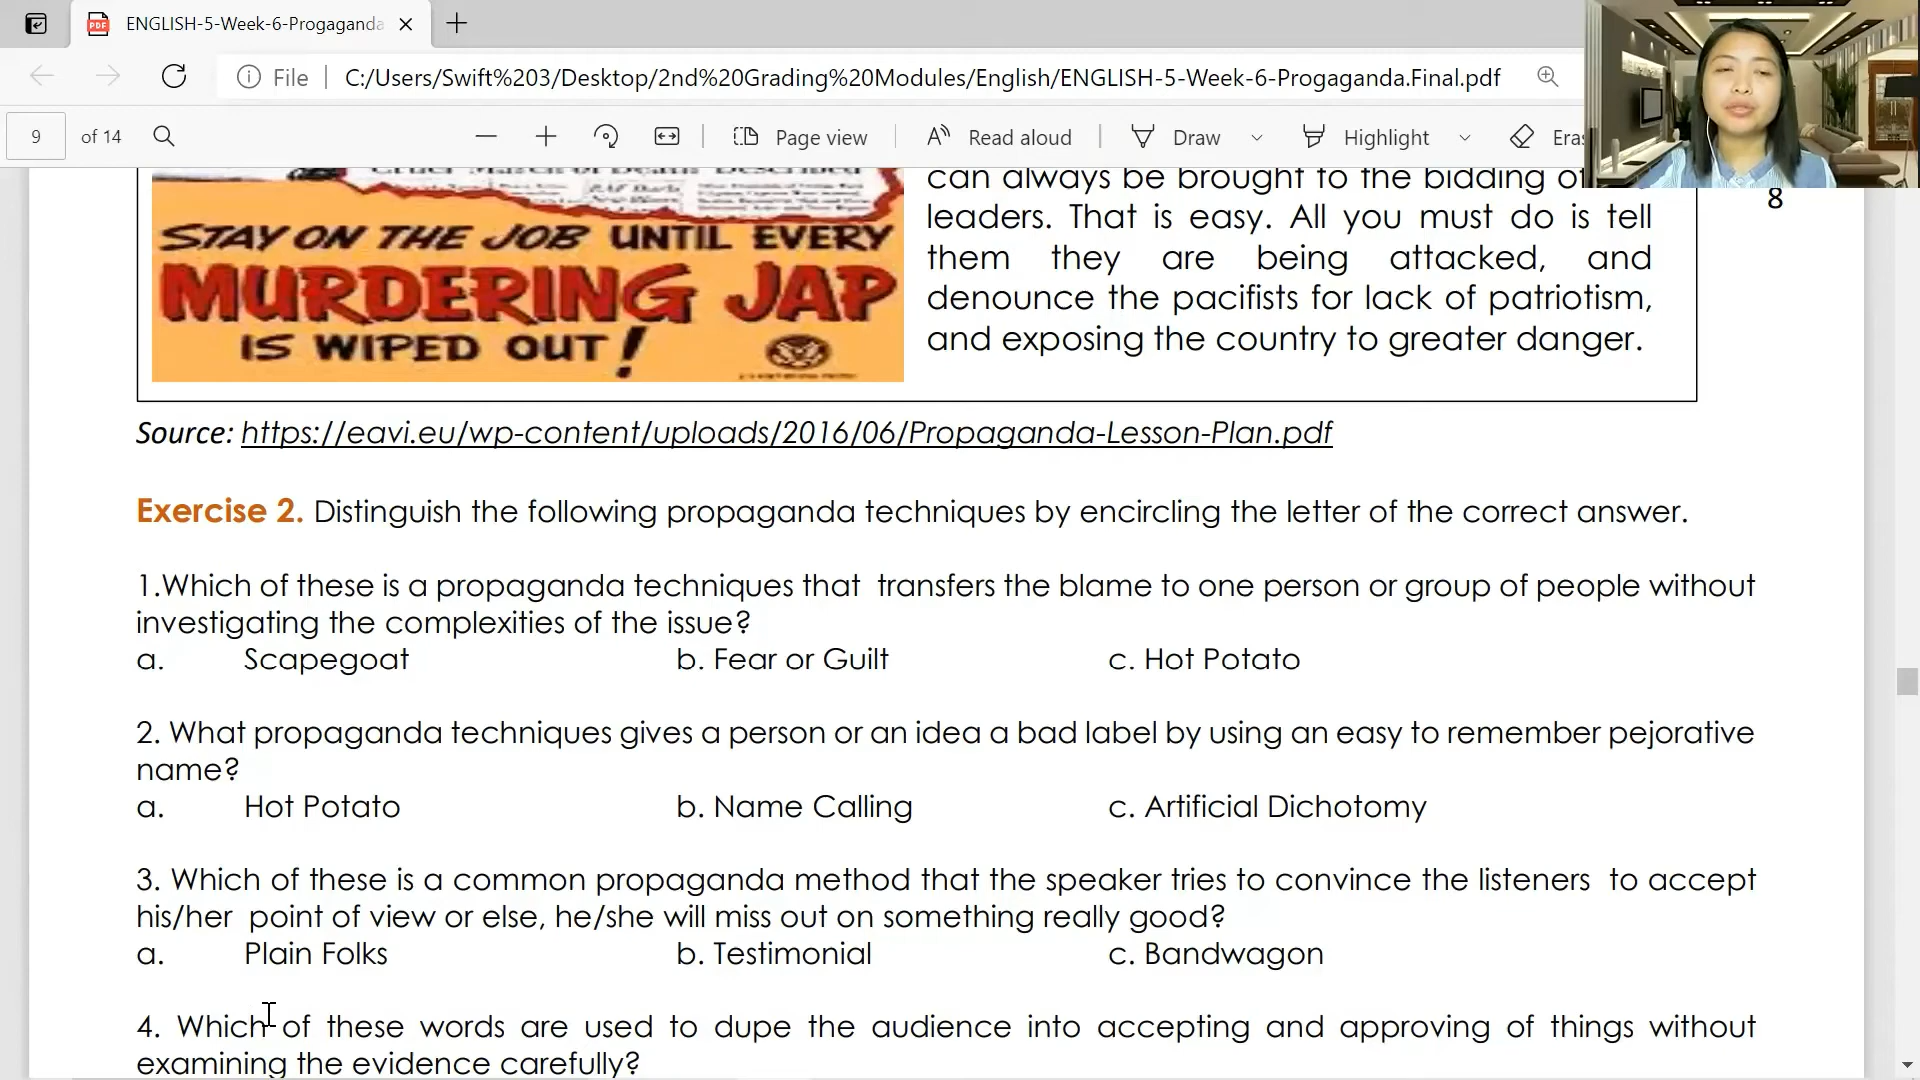 ENGLISH-5-Week-6-Progaganda
File
C:/Users/Swift%203/Desktop/2nd%20Grading%20Modules/English/ENGLISH-5-Week-6-Progaganda.Final.pdf
9 of 14
Page view
Read aloud
Draw
Highlight
Eras
STAY ON THE JOB UNTIL EVERY
MURDERING JAP
IS WIPED OUT!
can always be brought to the bidding of
leaders. That is easy. All you must do is tell
them they are being attacked, and
denounce the pacifists for lack of patriotism,
and exposing the country to greater danger.
8
Source: https://eavi.eu/wp-content/uploads/2016/06/Propaganda-Lesson-Plan.pdf
Exercise 2. Distinguish the following propaganda techniques by encircling the letter of the correct answer.
1.Which of these is a propaganda techniques that transfers the blame to one person or group of people without
investigating the complexities of the issue?
a. Scapegoat b. Fear or Guilt c. Hot Potato
2. What propaganda techniques gives a person or an idea a bad label by using an easy to remember pejorative
name?
a. Hot Potato b. Name Calling c. Artificial Dichotomy
3. Which of these is a common propaganda method that the speaker tries to convince the listeners to accept
his/her point of view or else, he/she will miss out on something really good?
a. Plain Folks b. Testimonial c. Bandwagon
4. Which of these words are used to dupe the audience into accepting and approving of things without
examining the evidence carefully?